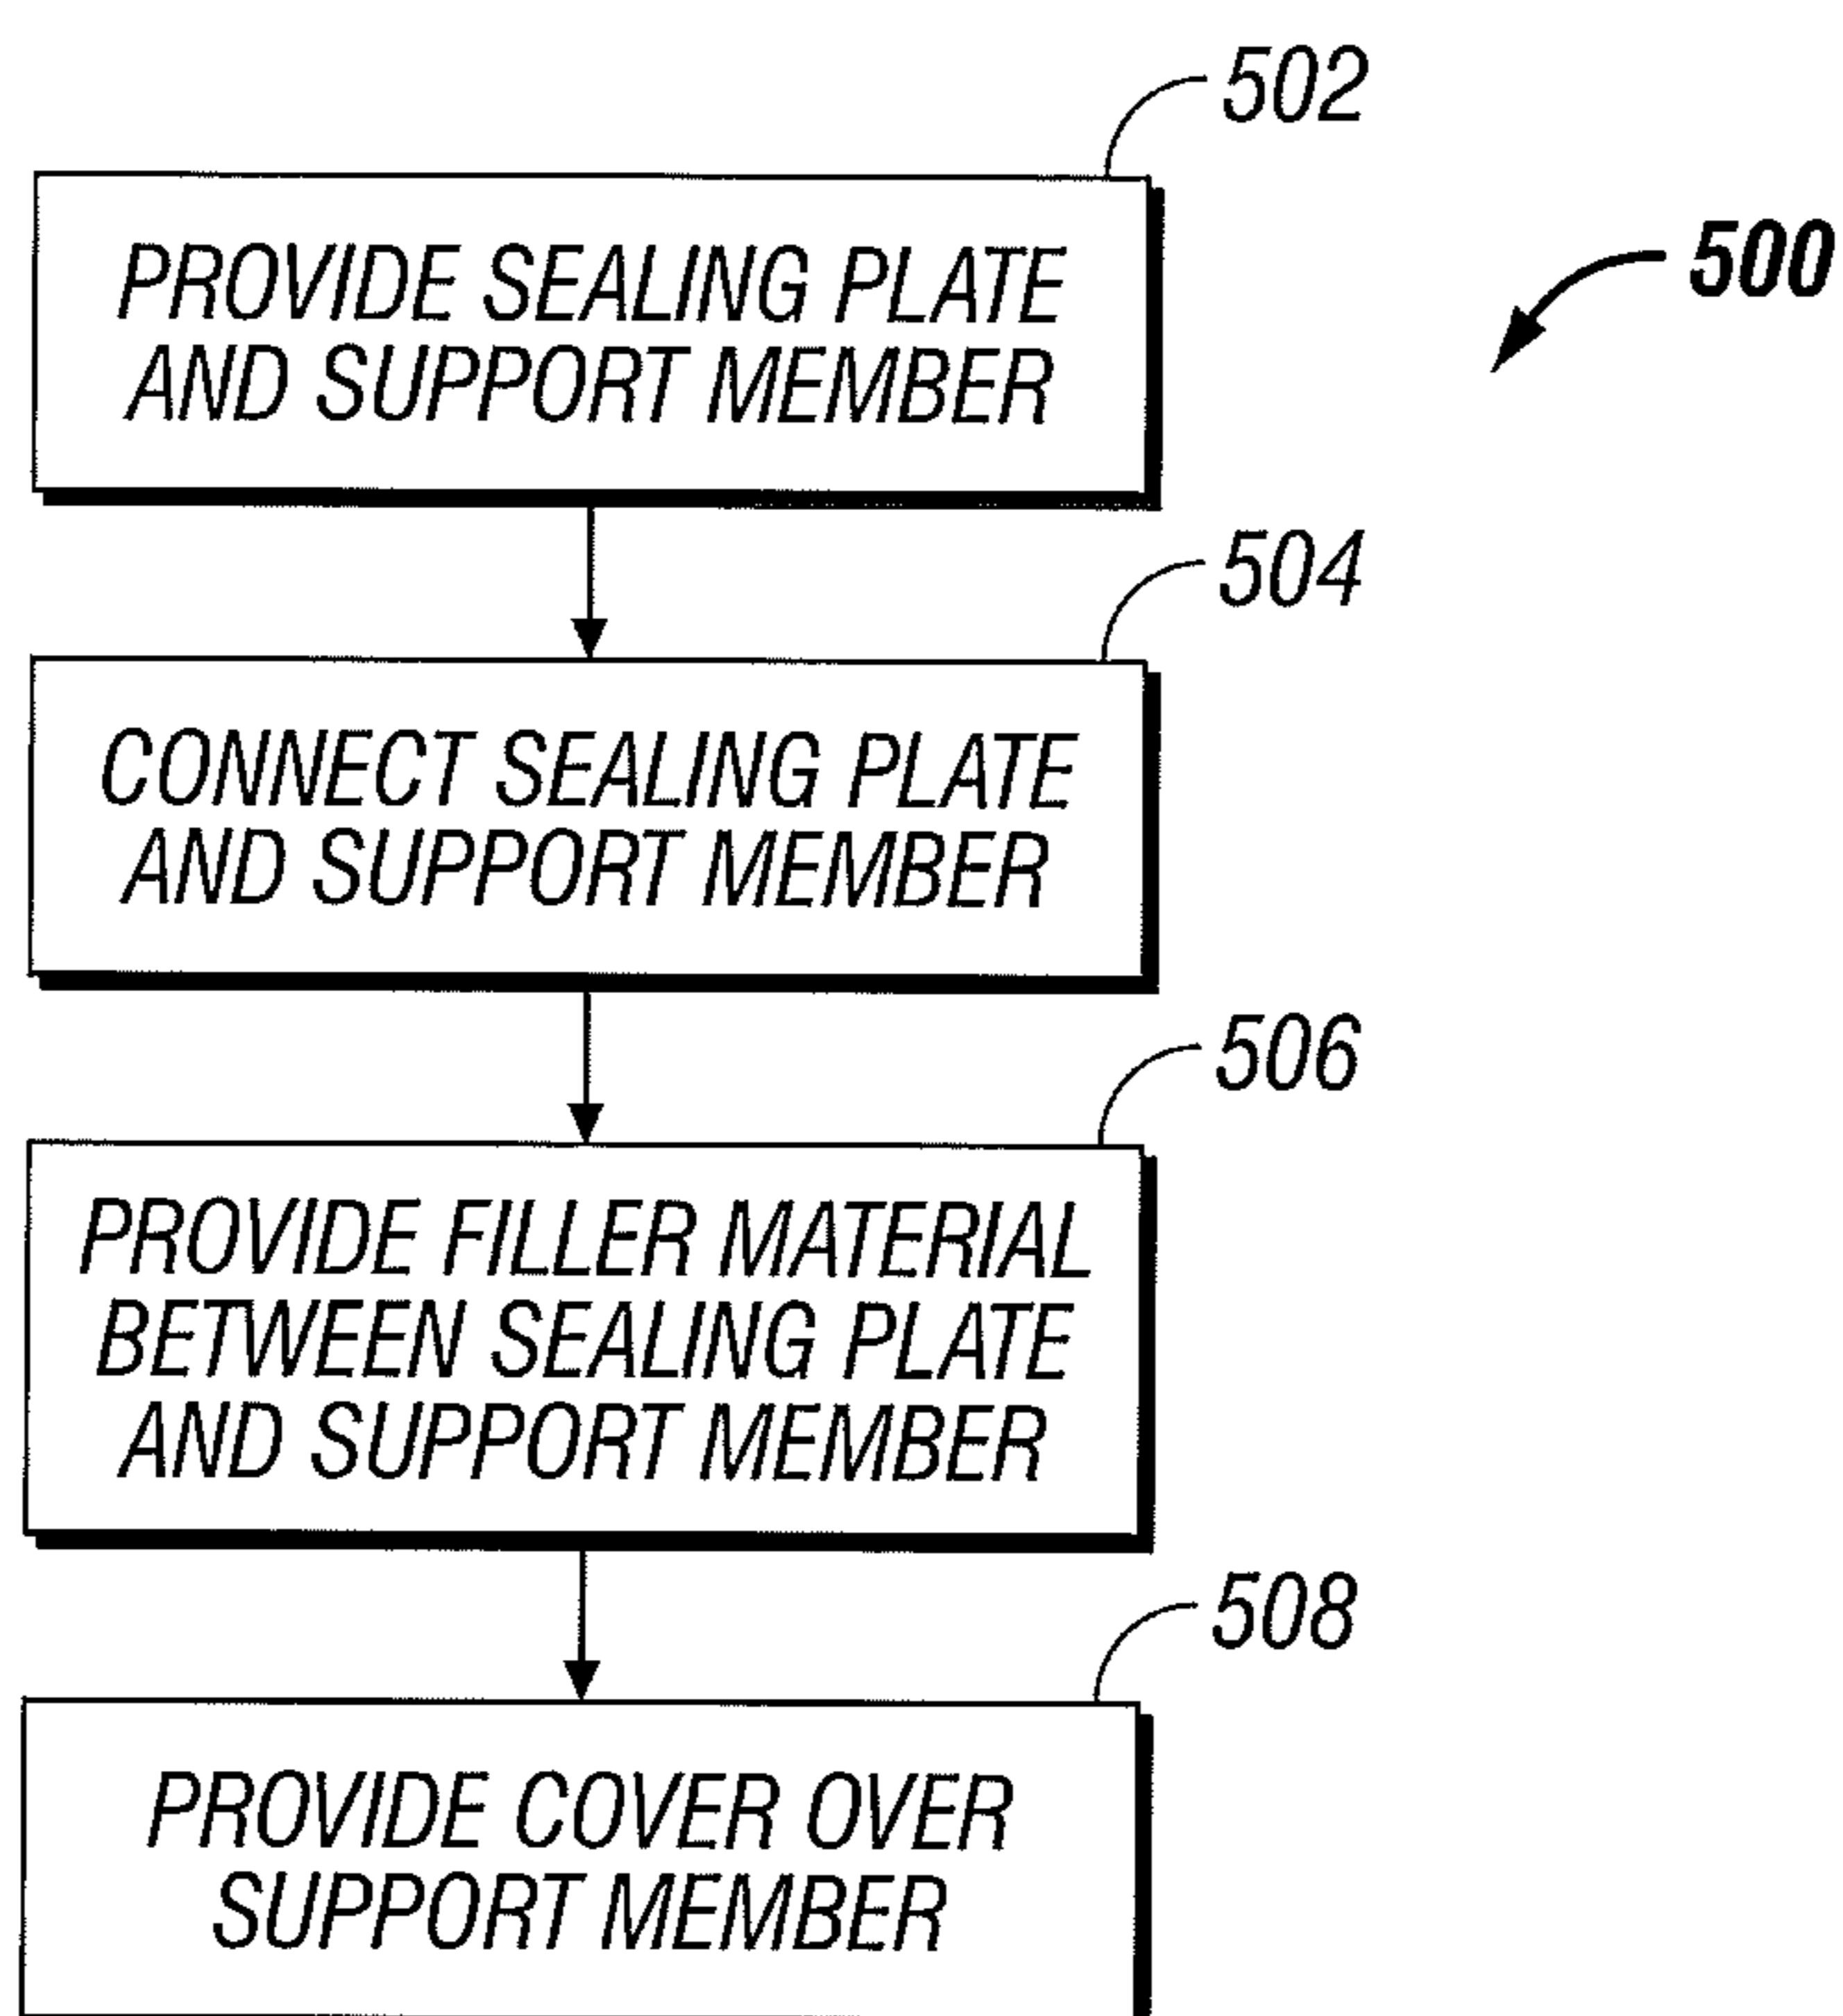 502
500
PROVIDE SEALING PLATE
AND SUPPORT MEMBER
504
CONNECT SEALING PLATE
AND SUPPORT MEMBER
506
PROVIDE FILLER MATERIAL
BETWEEN SEALING PLATE
AND SUPPORT MEMBER
508
PROVIDE COVER OVER
SUPPORT MEMBER